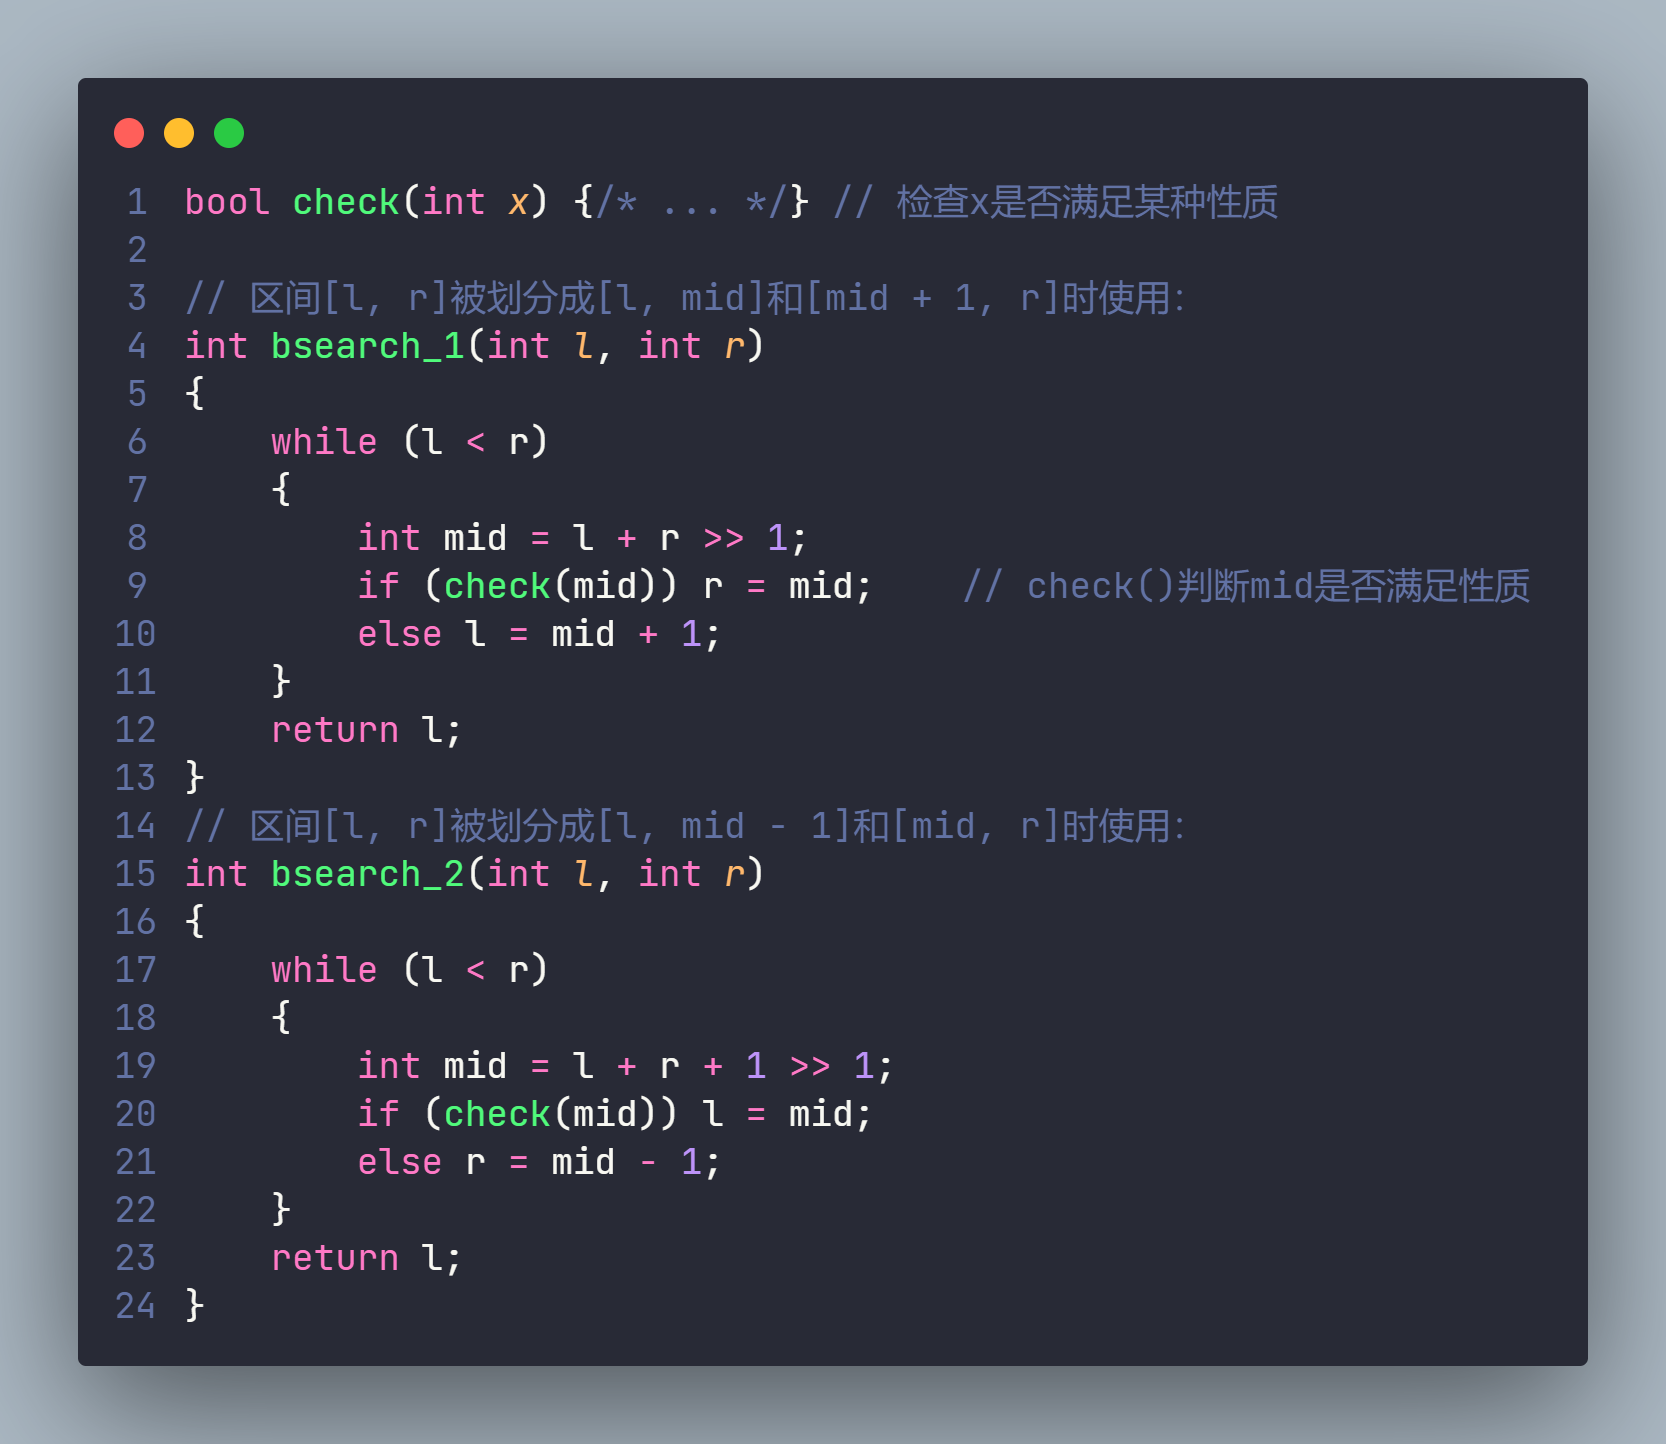 1 bool check(int x) {/* ... */} // 检查x是否满足某种性质
2
3 // 区间[l, r]被划分成[l, mid]和[mid + 1, r]时使用：
4 int bsearch_1(int l, int r)
5 {
6     while (l < r)
7     {
8         int mid = l + r >> 1;
9         if (check(mid)) r = mid;    // check()判断mid是否满足性质
10         else l = mid + 1;
11     }
12     return l;
13 }
14 // 区间[l, r]被划分成[l, mid - 1]和[mid, r]时使用：
15 int bsearch_2(int l, int r)
16 {
17     while (l < r)
18     {
19         int mid = l + r + 1 >> 1;
20         if (check(mid)) l = mid;
21         else r = mid - 1;
22     }
23     return l;
24 }